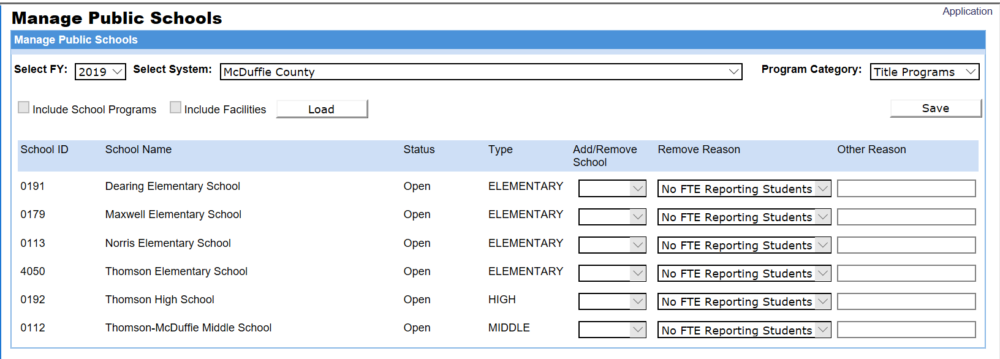 Application
Manage Public Schools
Manage Public Schools
Select FY: 2019 Select System: McDuffie County Program Category: Title Programs
Include School Programs Include Facilities Load Save
School ID School Name Status Type Add/Remove School Remove Reason Other Reason
0191 Dearing Elementary School Open ELEMENTARY No FTE Reporting Students
0179 Maxwell Elementary School Open ELEMENTARY No FTE Reporting Students
0113 Norris Elementary School Open ELEMENTARY No FTE Reporting Students
4050 Thomson Elementary School Open ELEMENTARY No FTE Reporting Students
0192 Thomson High School Open HIGH No FTE Reporting Students
0112 Thomson-McDuffie Middle School Open MIDDLE No FTE Reporting Students